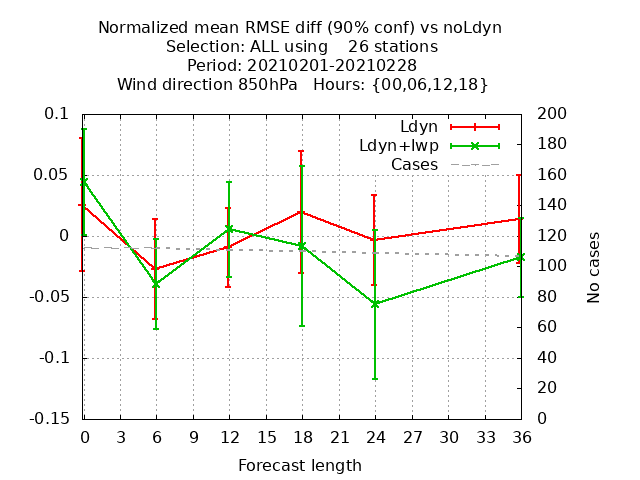 Normalized mean RMSE diff (90% conf) vs noLdyn
Selection: ALL using    26 stations
Period: 20210201-20210228
Wind direction 850hPa   Hours: {00,06,12,18}
0.1
0.05
0
-0.05
-0.1
-0.15
200
180
160
140
120
100
80
60
40
20
0
Ldyn
Ldyn+lwp
Cases
No cases
0 3 6 9 12 15 18 21 24 27 30 33 36
Forecast length